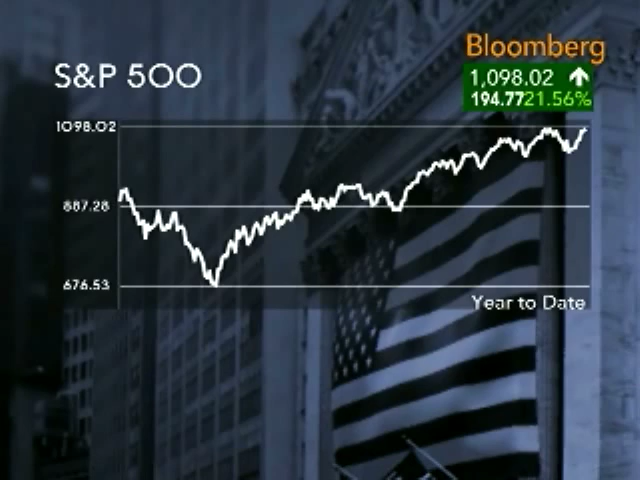 Bloomberg
S&P 500
1,098.02
194.77 21.56%
1098.02
887.28
676.53
Year to Date